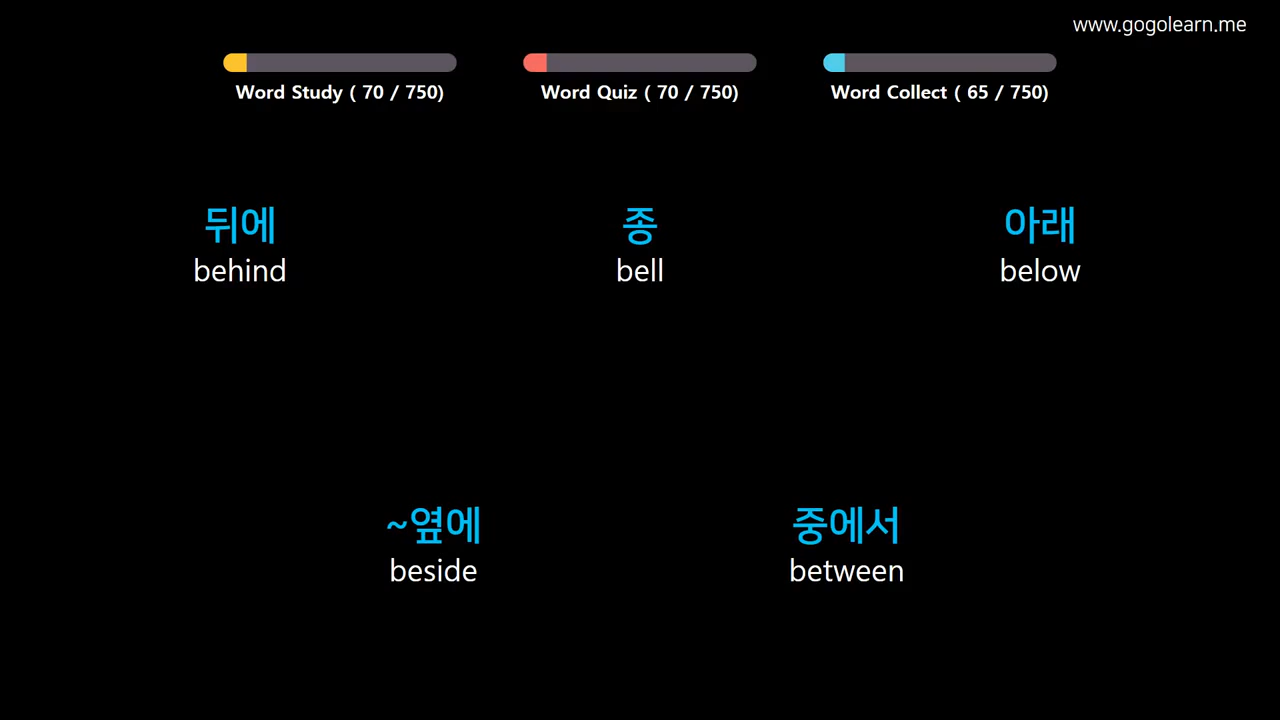 www.gogolearn.me
Word Study ( 70 / 750)
Word Quiz ( 70 / 750)
Word Collect ( 65 / 750)
뒤에
behind
종
bell
아래
below
~옆에
beside
중에서
between